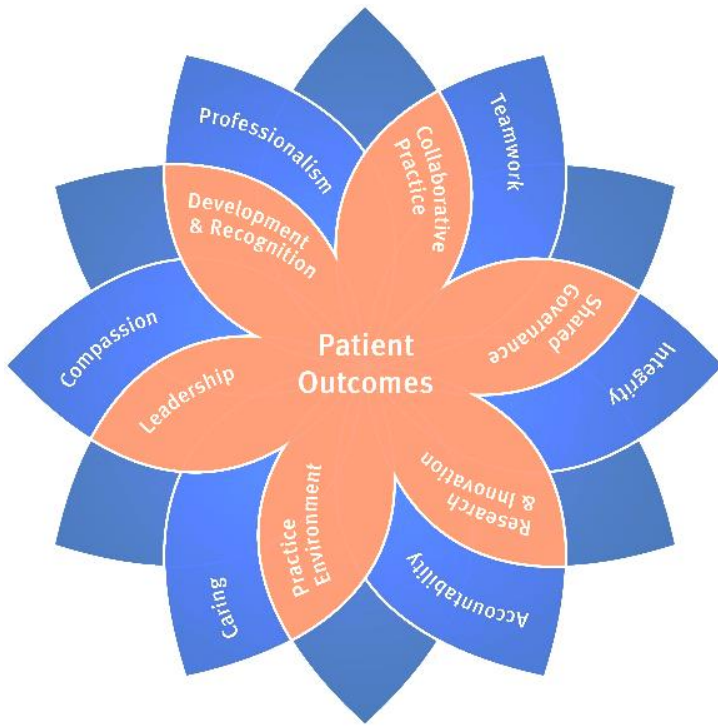 Patient
Outcomes
Collaborative
Practice
Shared
Governance
Research
& Innovation
Practice
Environment
Leadership
Development
& Recognition
Teamwork
Integrity
Accountability
Caring
Compassion
Professionalism